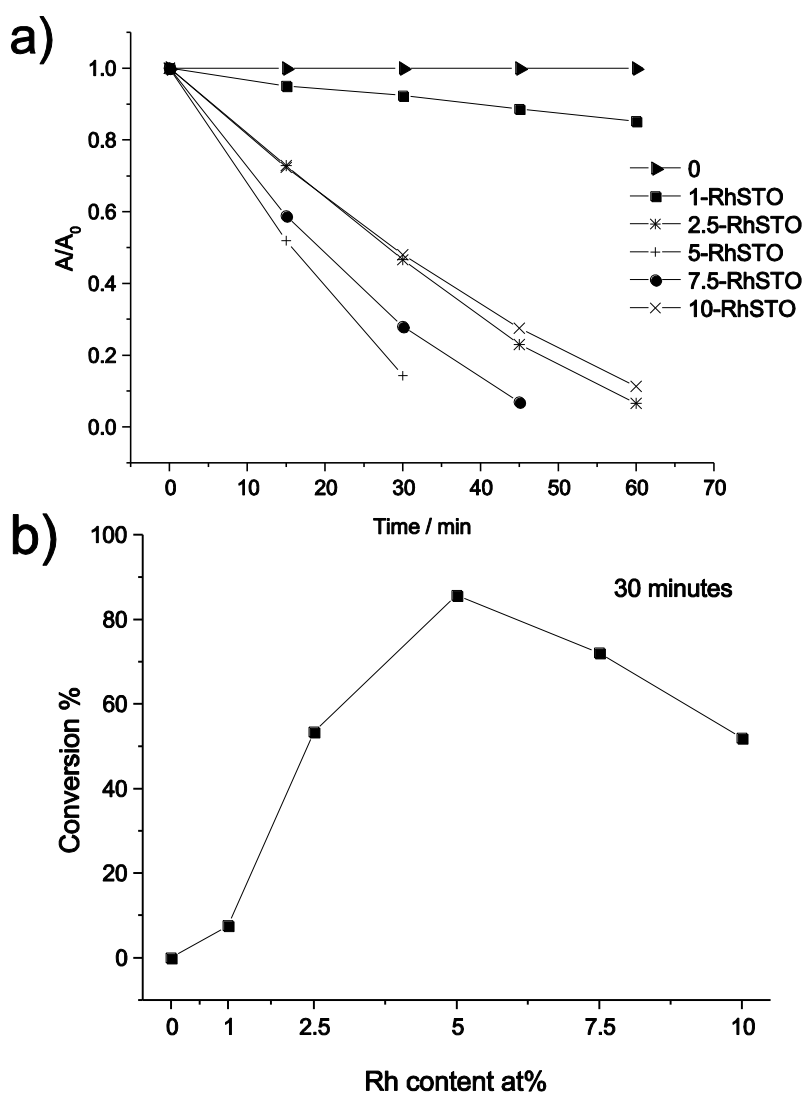 a)
1.0
0.8
0.6
0.4
0.2
0.0
A/A0
0
1-RhSTO
2.5-RhSTO
5-RhSTO
7.5-RhSTO
10-RhSTO
0 10 20 30 40 50 60 70
Time / min
b)
100
80
60
40
20
0
Conversion %
30 minutes
0 1 2.5 5 7.5 10
Rh content at%